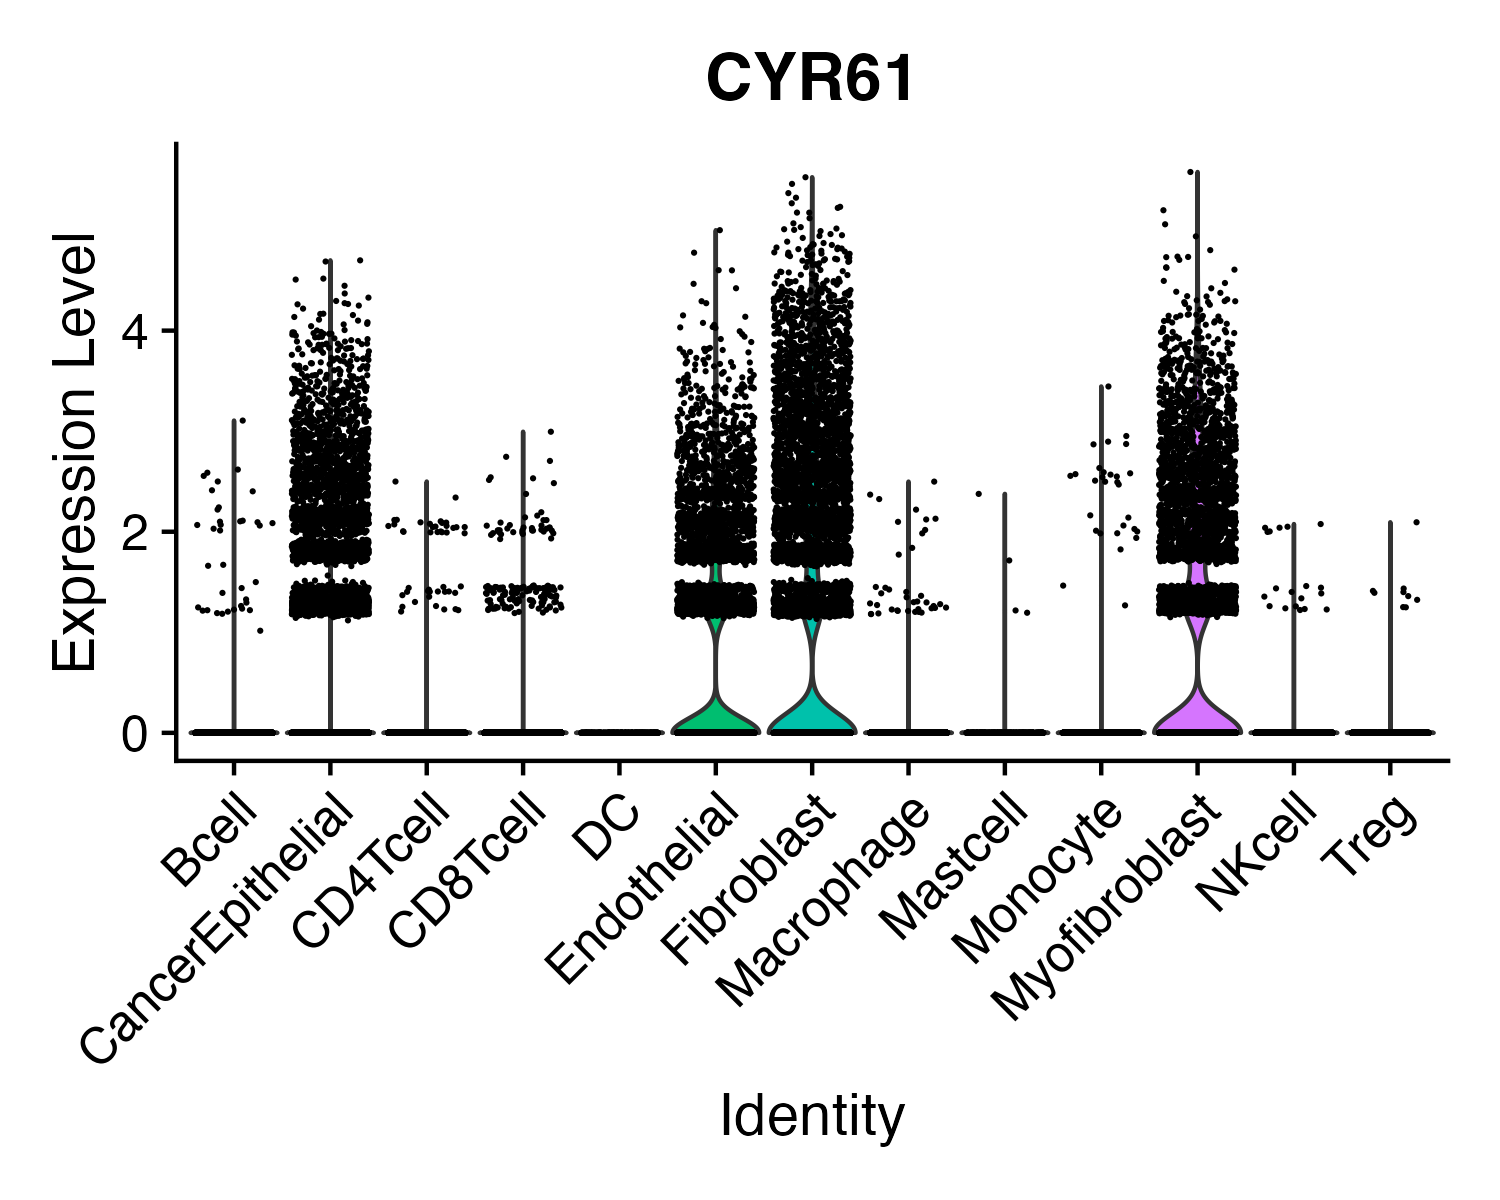 CYR61
Expression Level
4
2
0
Bcell
CancerEpithelial
CD4Tcell
CD8Tcell
DC
Endothelial
Fibroblast
Macrophage
Mastcell
Monocyte
Myofibroblast
NKcell
Treg
Identity